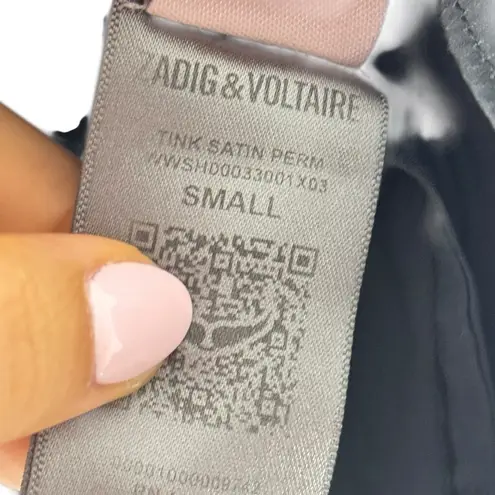 ZADIG&VOLTAIRE
TINK SATIN PERM
WWSH00033001X03
SMALL